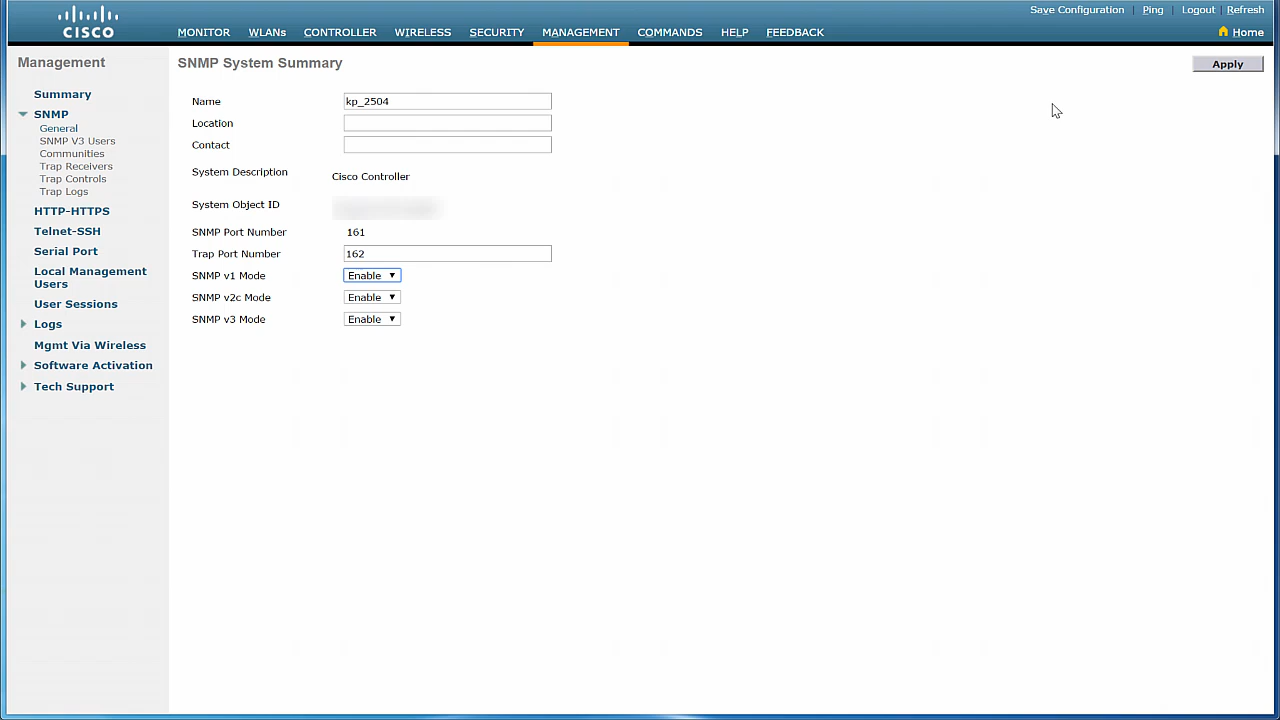 Save Configuration | Ping | Logout | Refresh
CISCO
MONITOR WLANs CONTROLLER WIRELESS SECURITY MANAGEMENT COMMANDS HELP FEEDBACK Home
Management
Summary
SNMP
General
SNMP V3 Users
Communities
Trap Receivers
Trap Controls
Trap Logs
HTTP-HTTPS
Telnet-SSH
Serial Port
Local Management
Users
User Sessions
Logs
Mgmt Via Wireless
Software Activation
Tech Support
SNMP System Summary
Apply
Name kp_2504
Location
Contact
System Description Cisco Controller
System Object ID
SNMP Port Number 161
Trap Port Number 162
SNMP v1 Mode Enable
SNMP v2c Mode Enable
SNMP v3 Mode Enable